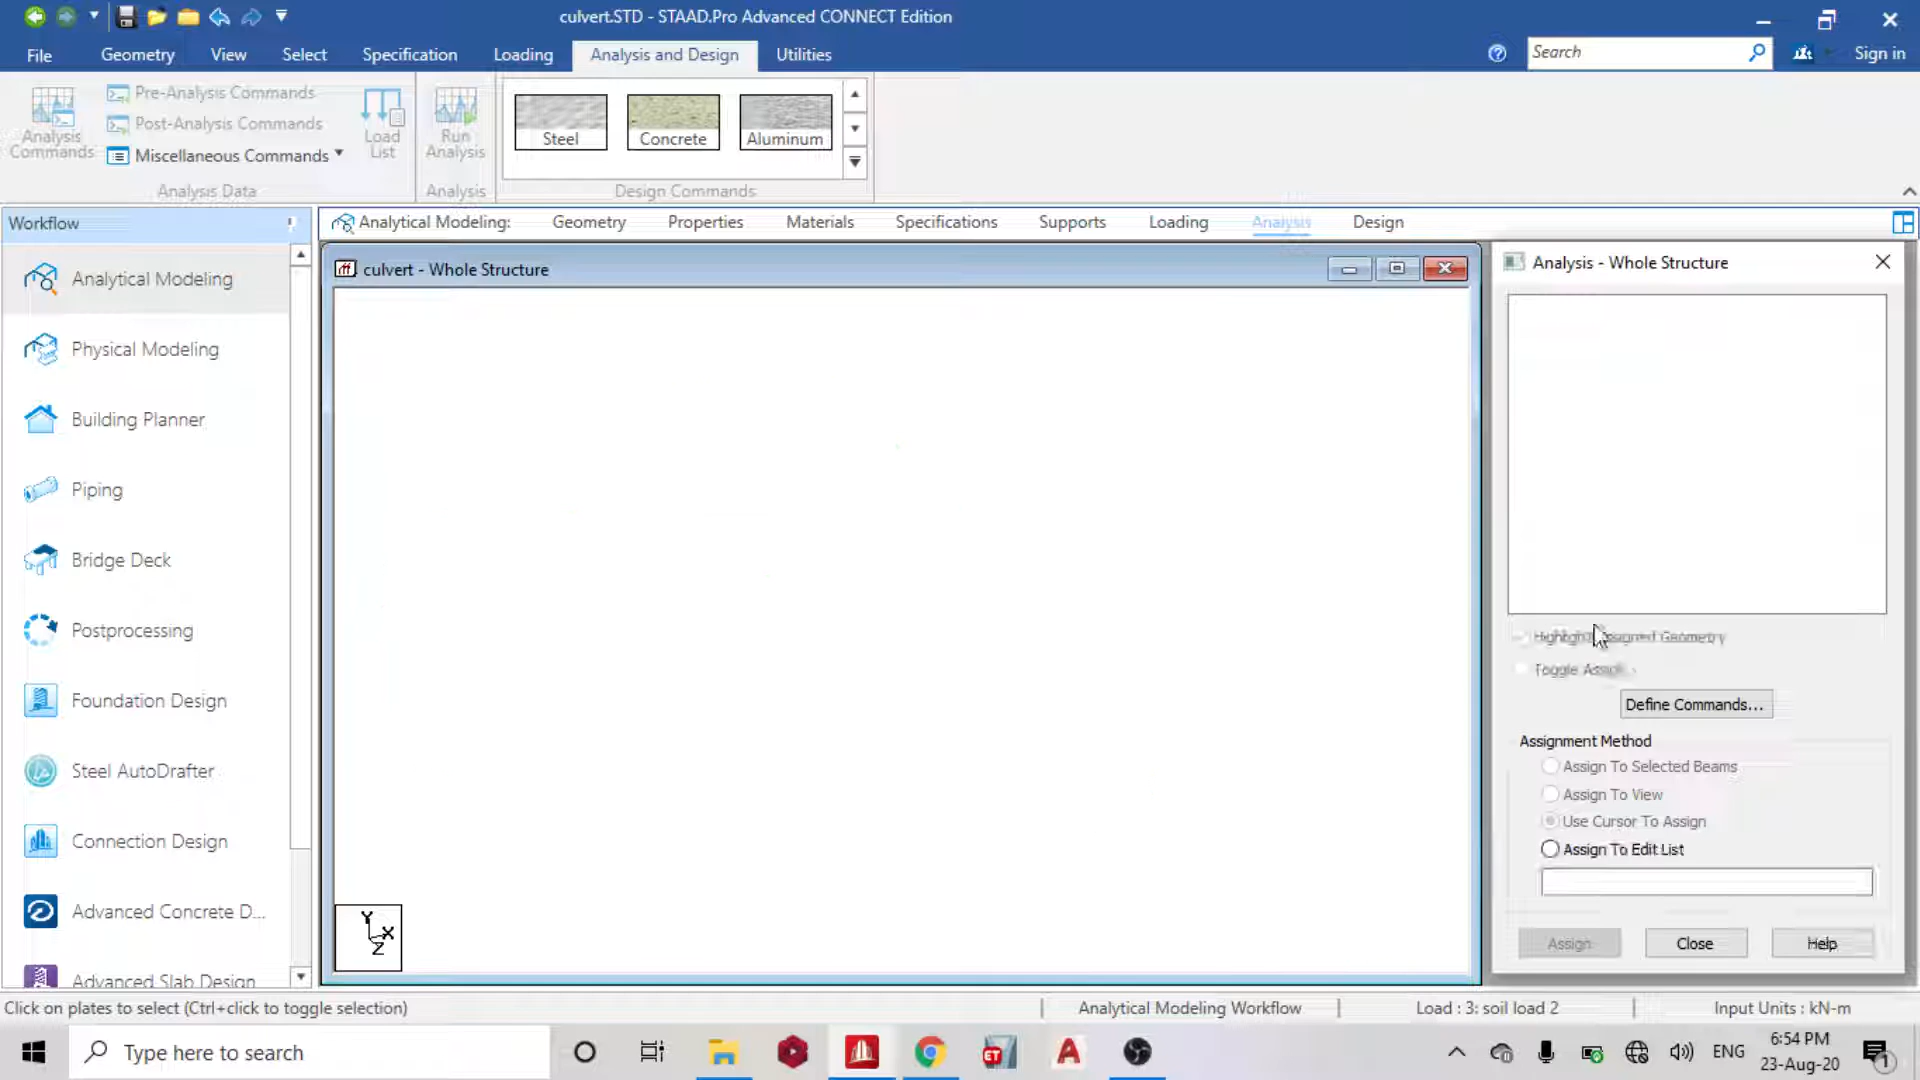 culvert.STD - STAAD.Pro Advanced CONNECT Edition
File
Geometry
View
Select
Specification
Loading
Analysis and Design
Utilities
Search
Sign in
Analysis Commands
Pre-Analysis Commands
Post-Analysis Commands
Miscellaneous Commands
Load List
Analysis Data
Run Analysis
Analysis
Steel
Concrete
Aluminum
Design Commands
Workflow
Analytical Modeling:
Geometry
Properties
Materials
Specifications
Supports
Loading
Analysis
Design
Analytical Modeling
Physical Modeling
Building Planner
Piping
Bridge Deck
Postprocessing
Foundation Design
Steel AutoDrafter
Connection Design
Advanced Concrete D...
Advanced Slab Design
culvert - Whole Structure
Y
X
Z
Analysis - Whole Structure
Geometry
Toggle
Define Commands...
Assignment Method
Assign To Selected Beams
Assign To View
Use Cursor To Assign
Assign To Edit List
Assign
Close
Help
Click on plates to select (Ctrl+click to toggle selection)
Analytical Modeling Workflow
Load : 3: soil load 2
Input Units : kN-m
Type here to search
ET
A
ENG
6:54 PM
23-Aug-20
1